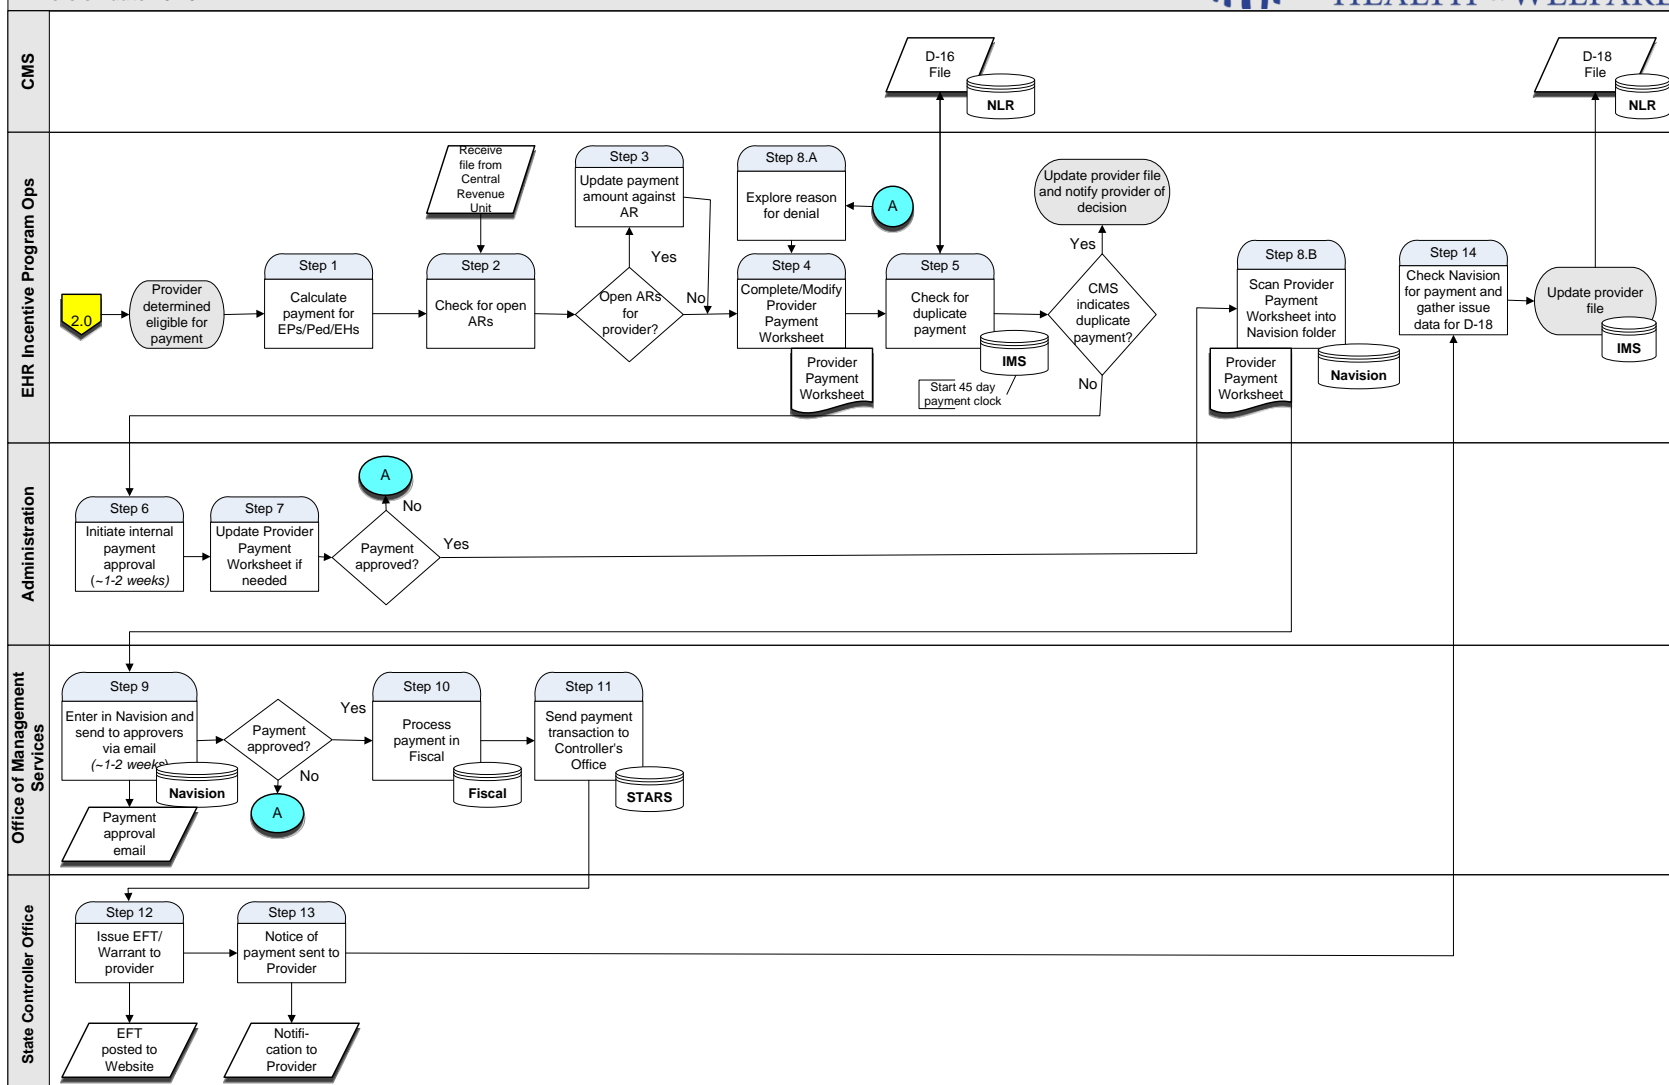 HEALTH & WELFARE
CMS
D-16
File
NLR
D-18
File
NLR
EHR Incentive Program Ops
2.0
Provider
determined
eligible for
payment
Step 1
Calculate
payment for
EPs/Ped/EHs
Receive
file from
Central
Revenue
Unit
Step 2
Check for open
ARs
Step 3
Update payment
amount against
AR
Yes
Open ARs
for
provider?
No
Step 8.A
Explore reason
for denial
A
Step 4
Complete/Modify
Provider
Payment
Worksheet
Provider
Payment
Worksheet
Step 5
Check for
duplicate
payment
IMS
Start 45 day
payment clock
Update provider file
and notify provider of
decision
Yes
CMS
indicates
duplicate
payment?
No
Step 8.B
Scan Provider
Payment
Worksheet into
Navision folder
Provider
Payment
Worksheet
Navision
Step 14
Check Navision
for payment and
gather issue
data for D-18
Update provider
file
IMS
Administration
Step 6
Initiate internal
payment
approval
(~1-2 weeks)
Step 7
Update Provider
Payment
Worksheet if
needed
A
No
Payment
approved?
Yes
Office of Management
Services
Step 9
Enter in Navision and
send to approvers
via email
(~1-2 weeks)
Navision
Payment
approval
email
Payment
approved?
Yes
No
A
Step 10
Process
payment in
Fiscal
Fiscal
Step 11
Send payment
transaction to
Controller's
Office
STARS
State Controller Office
Step 12
Issue EFT/
Warrant to
provider
EFT
posted to
Website
Step 13
Notice of
payment sent to
Provider
Notifi-
cation to
Provider